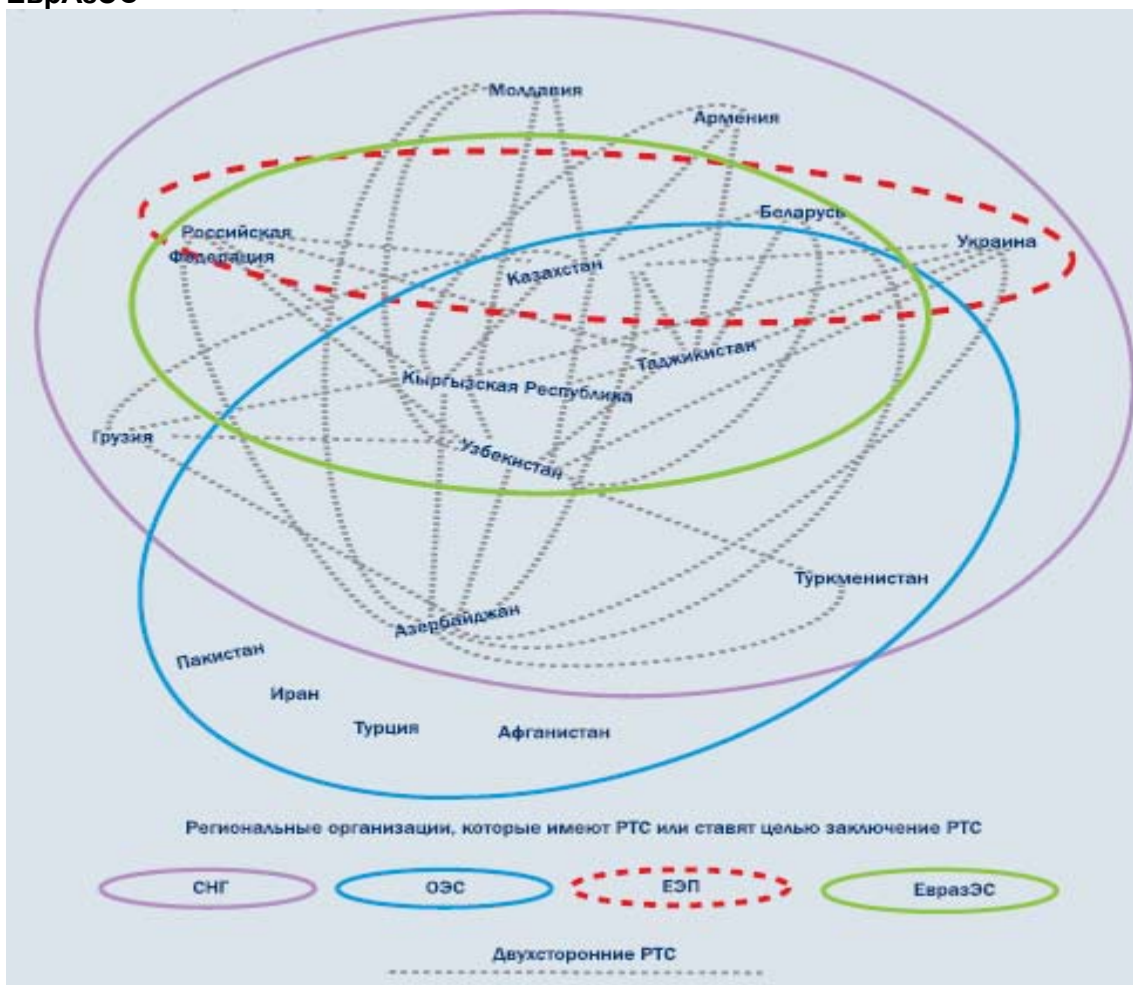 ЕврАзЭС
Молдавия
Армения
Беларусь
Российская
Федерация
Украина
Казахстан
Таджикистан
Кыргызская Республика
Грузия
Узбекистан
Туркменистан
Азербайджан
Пакистан
Иран
Турция
Афганистан
Региональные организации, которые имеют РТС или ставят целью заключение РТС
СНГ
ОЭС
ЕЭП
ЕвразЭС
Двухсторонние РТС